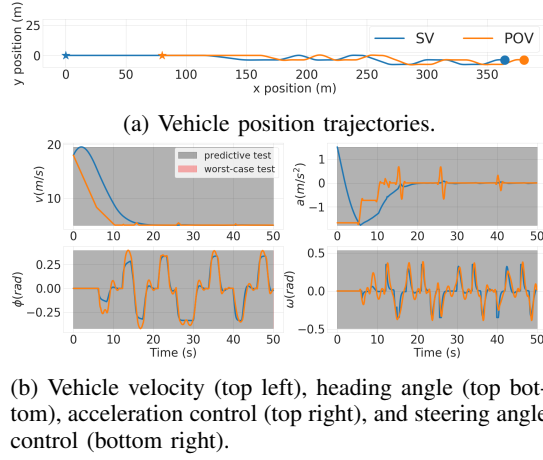 y position (m)
25
0
SV
POV
0 50 100 150 200 250 300 350
x position (m)
(a) Vehicle position trajectories.
v(m/s)
20
10
predictive test
worst-case test
0 10 20 30 40 50
a(m/s²)
1
0
−1
0 10 20 30 40 50
ϕ(rad)
0.25
0.00
−0.25
0 10 20 30 40 50
Time (s)
ω(rad)
0.5
0.0
−0.5
0 10 20 30 40 50
Time (s)
(b) Vehicle velocity (top left), heading angle (top bot-
tom), acceleration control (top right), and steering angle
control (bottom right).